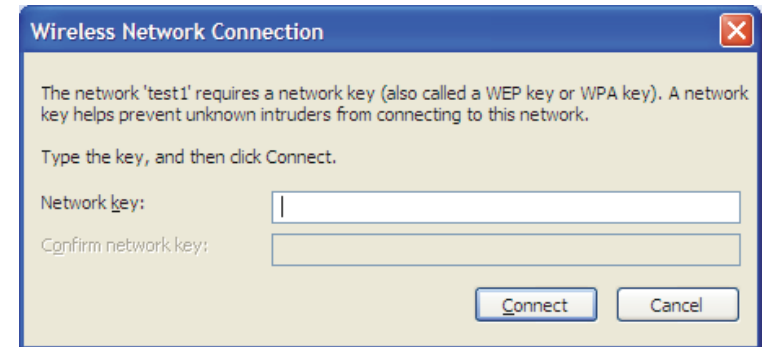 Wireless Network Connection
The network 'test1' requires a network key (also called a WEP key or WPA key). A network
key helps prevent unknown intruders from connecting to this network.
Type the key, and then click Connect.
Network key:
Confirm network key:
Connect Cancel